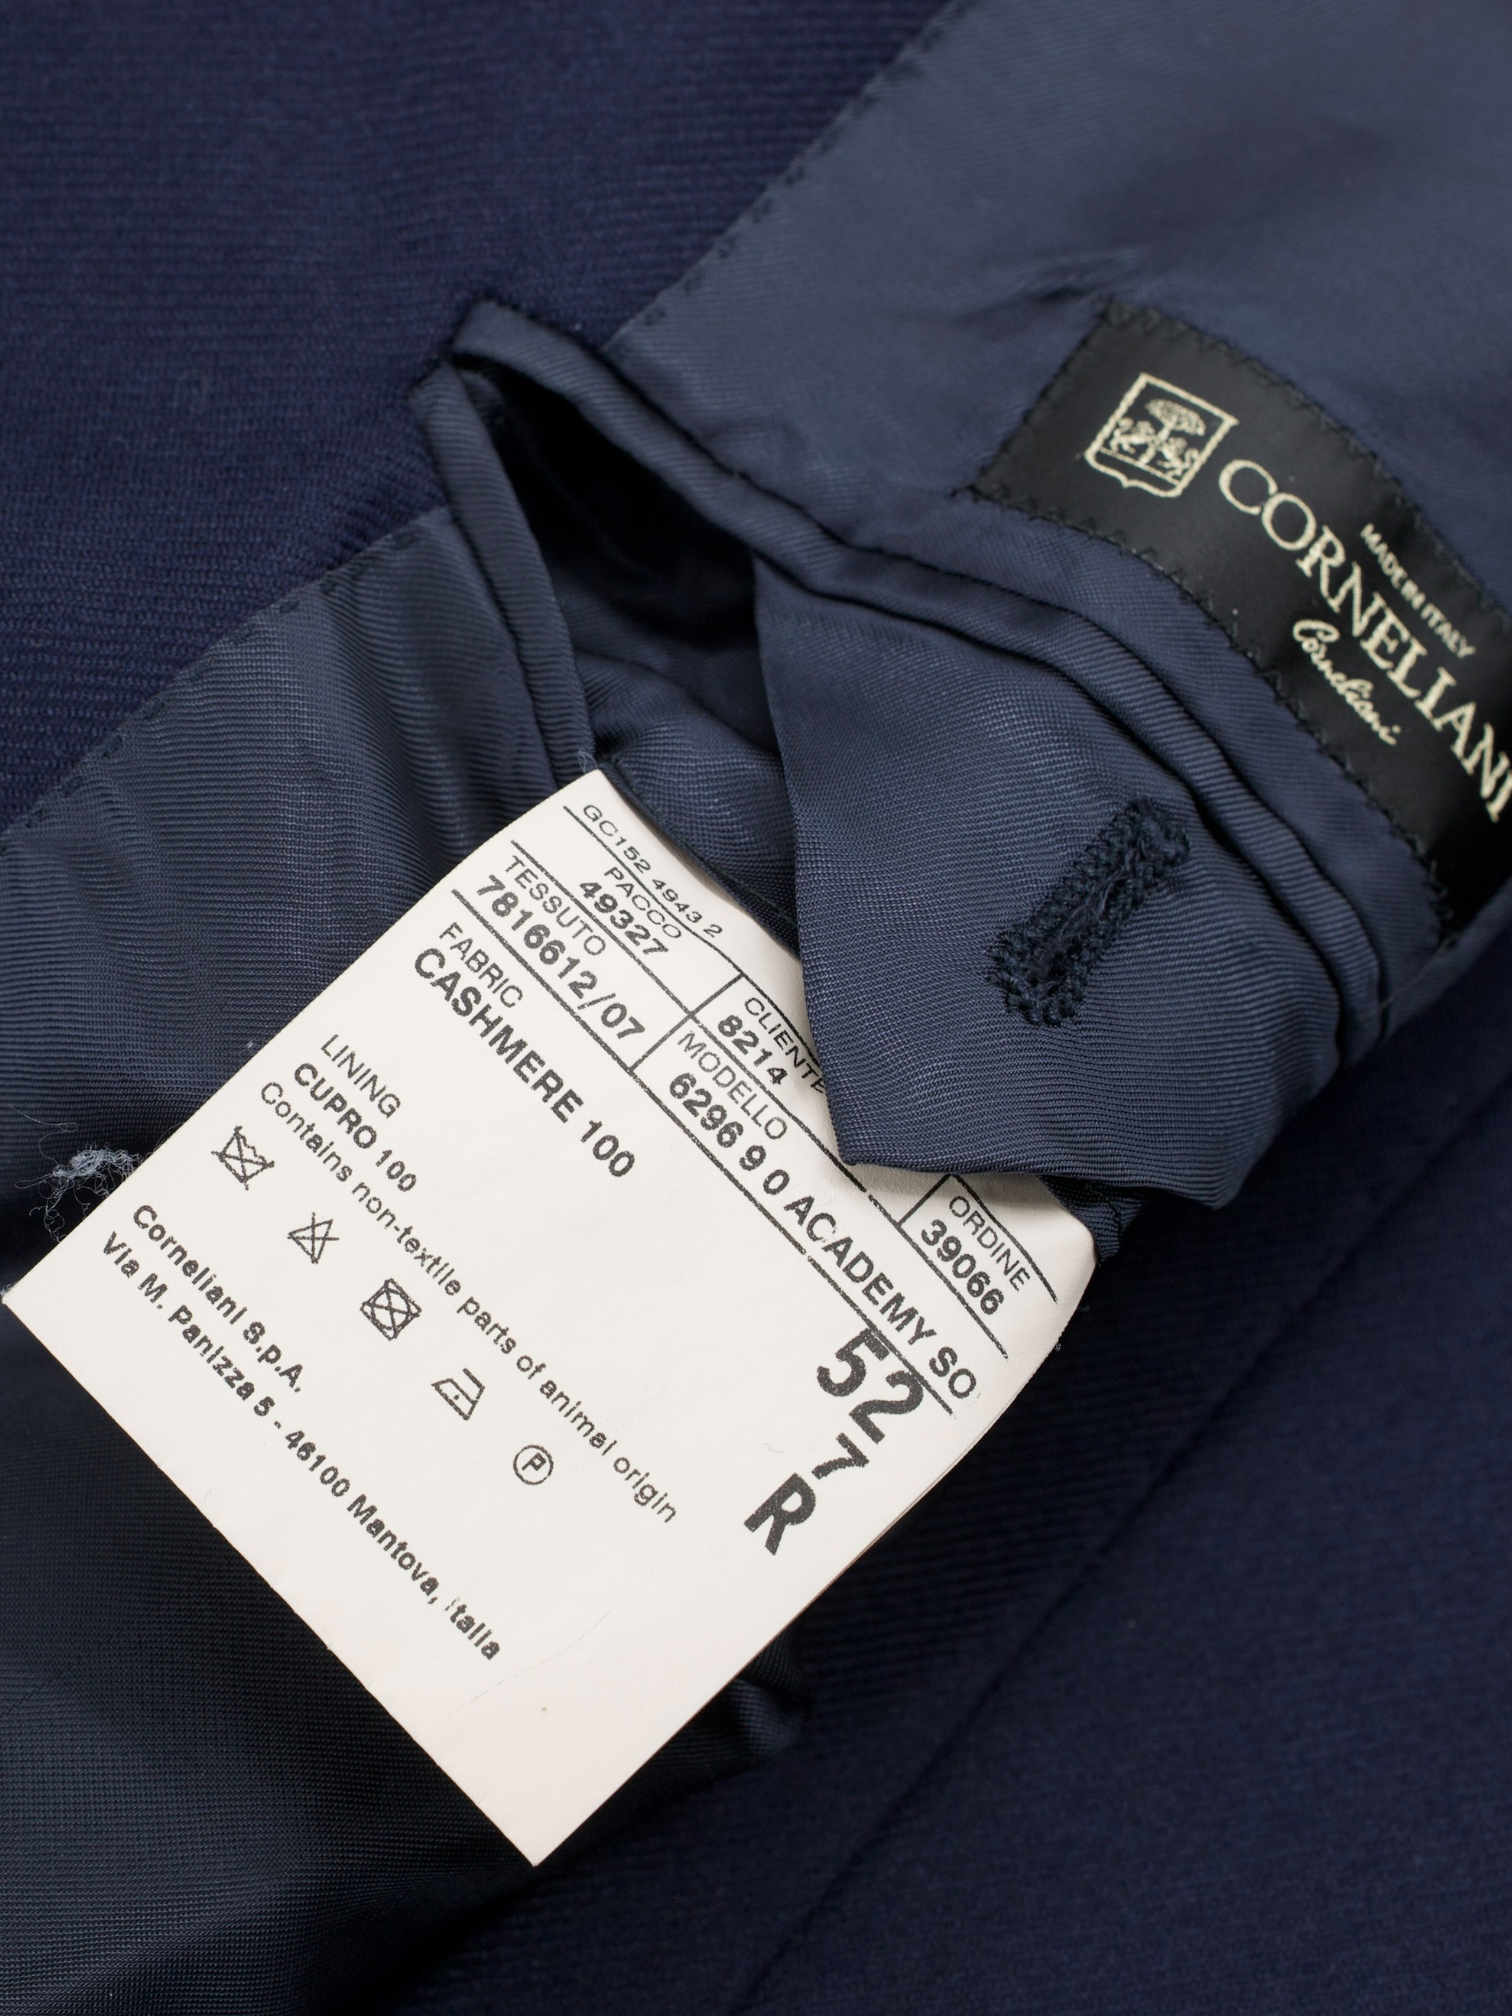 MADE IN ITALY
CORNELIANI
Corneliani
GC152 4943 2
PACCO
49327
CLIENTE
8214
ORDINE
39066
TESSUTO
7816612/07
MODELLO
6296 9 0 ACADEMY SO
FABRIC
CASHMERE 100
52
7
R
LINING
CUPRO 100
Contains non-textile parts of animal origin
P
Corneliani S.p.A.
Via M. Panizza 5 - 46100 Mantova, Italia